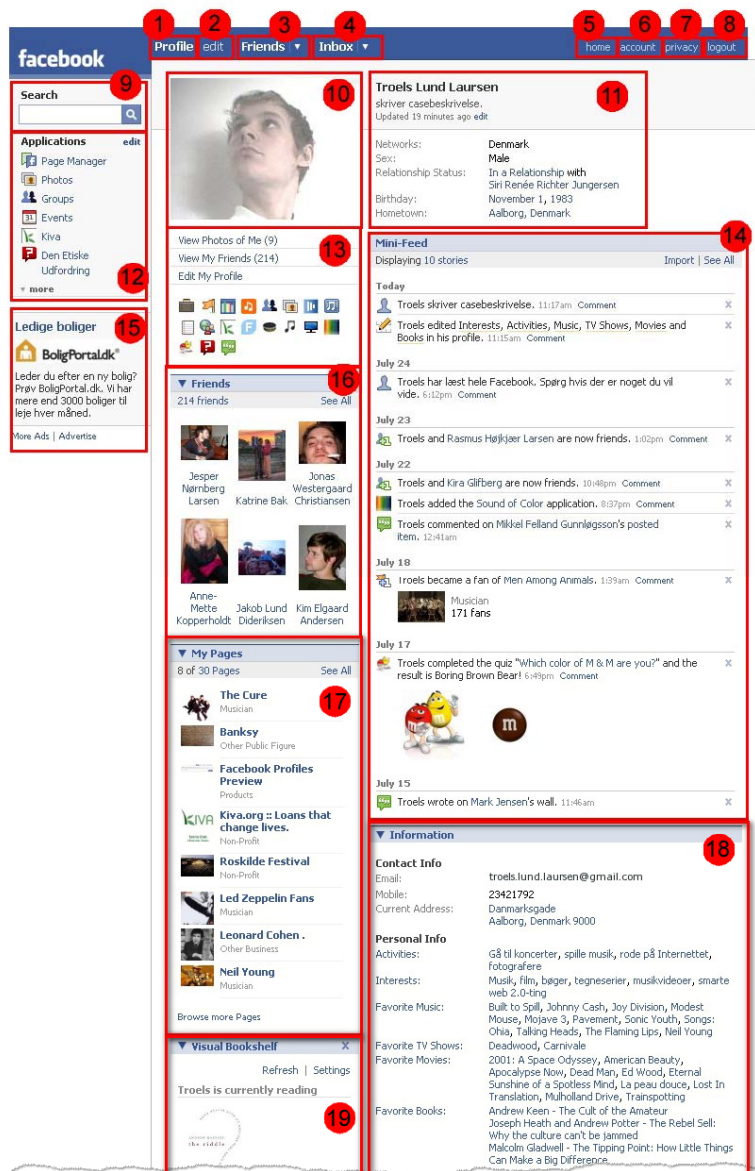 1
2
3
4
5
6
7
8
facebook
Profile edit Friends ▼ Inbox ▼ home account privacy logout
9
Search
Applications edit
Page Manager
Photos
Groups
31 Events
Kiva
Den Etiske
Udfordring
12
▼ more
15
Ledige boliger
BoligPortal.dk®
Leder du efter en ny bolig?
Prøv BoligPortal.dk. Vi har
mere end 3000 boliger til
leje hver måned.
More Ads | Advertise
10
13
View Photos of Me (9)
View My Friends (214)
Edit My Profile
16
▼ Friends
214 friends See All
Jesper
Nørnberg
Larsen
Katrine Bak
Jonas
Westergaard
Christiansen
Anne-
Mette
Kopperholdt
Jakob Lund
Dideriksen
Kim Elgaard
Andersen
▼ My Pages
8 of 30 Pages See All
17
The Cure
Musician
Banksy
Other Public Figure
Facebook Profiles
Preview
Products
KIVA
Kiva.org :: Loans that
change lives.
Non-Profit
Roskilde Festival
Non-Profit
Led Zeppelin Fans
Musician
Leonard Cohen .
Other Business
Neil Young
Musician
Browse more Pages
▼ Visual Bookshelf x
Refresh | Settings
Troels is currently reading
19
the riddle
11
Troels Lund Laursen
skriver casebeskrivelse.
Updated 19 minutes ago edit
Networks: Denmark
Sex: Male
Relationship Status: In a Relationship with
Siri Renée Richter Jungersen
Birthday: November 1, 1983
Hometown: Aalborg, Denmark
14
Mini-Feed
Displaying 10 stories Import | See All
Today
Troels skriver casebeskrivelse. 11:17am Comment x
Troels edited Interests, Activities, Music, TV Shows, Movies and x
Books in his profile. 11:15am Comment
July 24
Troels har læst hele Facebook. Spørg hvis der er noget du vil x
vide. 6:12pm Comment
July 23
Troels and Rasmus Højkjær Larsen are now friends. 1:02pm Comment x
July 22
Troels and Kira Glifberg are now friends. 10:48pm Comment x
Troels added the Sound of Color application. 8:37pm Comment x
Troels commented on Mikkel Felland Gunnløgsson's posted x
item. 12:41am
July 18
Troels became a fan of Men Among Animals. 1:39am Comment x
Musician
171 fans
July 17
Troels completed the quiz "Which color of M & M are you?" and the x
result is Boring Brown Bear! 6:49pm Comment
m
July 15
Troels wrote on Mark Jensen's wall. 11:46am x
▼ Information
18
Contact Info
Email: troels.lund.laursen@gmail.com
Mobile: 23421792
Current Address: Danmarksgade
Aalborg, Denmark 9000
Personal Info
Activities: Gå til koncerter, spille musik, rode på Internettet,
fotografere
Interests: Musik, film, bøger, tegneserier, musikvideoer, smarte
web 2.0-ting
Favorite Music: Built to Spill, Johnny Cash, Joy Division, Modest
Mouse, Mojave 3, Pavement, Sonic Youth, Songs:
Ohia, Talking Heads, The Flaming Lips, Neil Young
Favorite TV Shows: Deadwood, Carnivale
Favorite Movies: 2001: A Space Odyssey, American Beauty,
Apocalypse Now, Dead Man, Ed Wood, Eternal
Sunshine of a Spotless Mind, La peau douce, Lost In
Translation, Mulholland Drive, Trainspotting
Favorite Books: Andrew Keen - The Cult of the Amateur
Joseph Heath and Andrew Potter - The Rebel Sell:
Why the culture can't be jammed
Malcolm Gladwell - The Tipping Point: How Little Things
Can Make a Big Difference